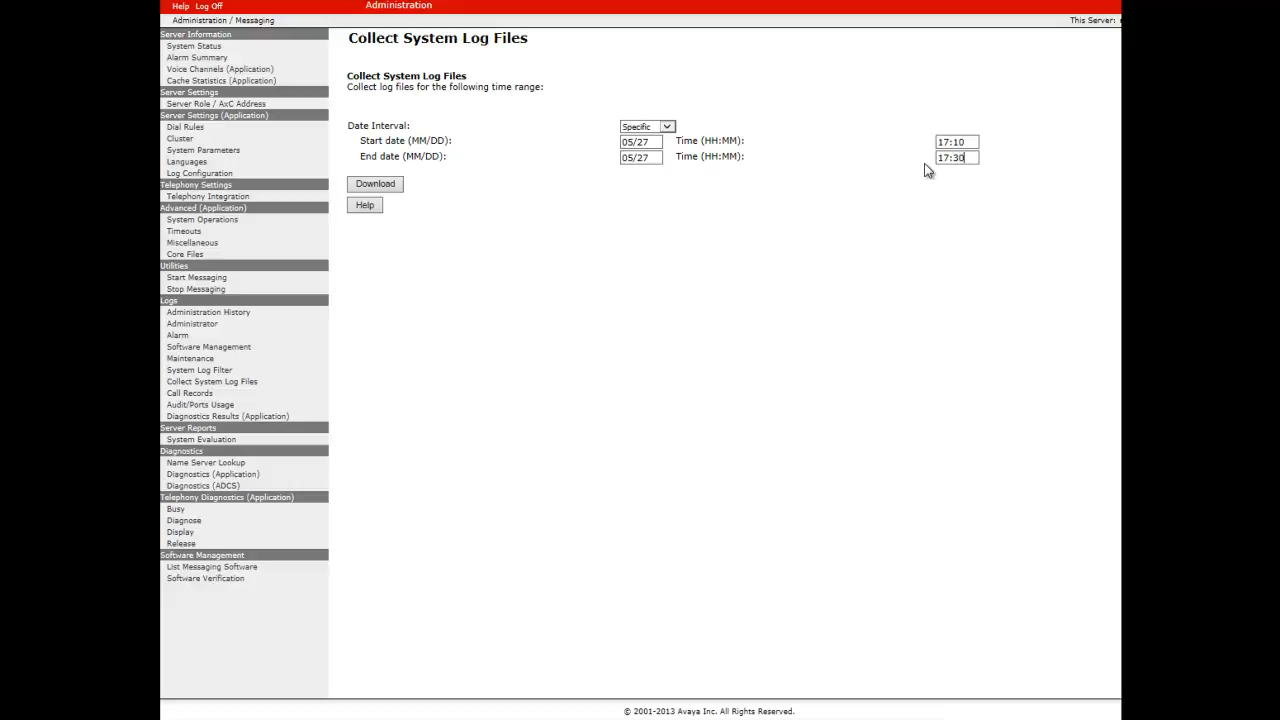 Help Log Off
Administration
Administration / Messaging
This Server:
Server Information
System Status
Alarm Summary
Voice Channels (Application)
Cache Statistics (Application)
Server Settings
Server Role / AxC Address
Server Settings (Application)
Dial Rules
Cluster
System Parameters
Languages
Log Configuration
Telephony Settings
Telephony Integration
Advanced (Application)
System Operations
Timeouts
Miscellaneous
Core Files
Utilities
Start Messaging
Stop Messaging
Logs
Administration History
Administrator
Alarm
Software Management
Maintenance
System Log Filter
Collect System Log Files
Call Records
Audit/Ports Usage
Diagnostics Results (Application)
Server Reports
System Evaluation
Diagnostics
Name Server Lookup
Diagnostics (Application)
Diagnostics (ADCS)
Telephony Diagnostics (Application)
Busy
Diagnose
Display
Release
Software Management
List Messaging Software
Software Verification
Collect System Log Files
Collect System Log Files
Collect log files for the following time range:
Date Interval: Specific
Start date (MM/DD): 05/27 Time (HH:MM): 17:10
End date (MM/DD): 05/27 Time (HH:MM): 17:30
Download
Help
© 2001-2013 Avaya Inc. All Rights Reserved.